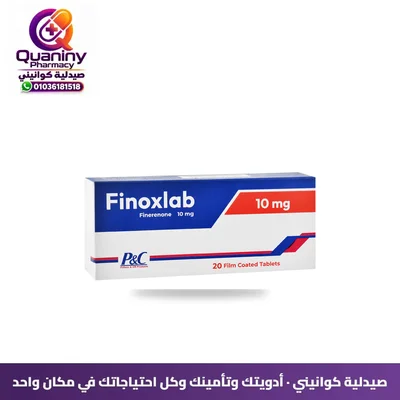 Quaniny
Pharmacy
صيدلية كوانيني
01036181518
Finoxlab
Finerenone 10 mg
10 mg
P&C
20 Film Coated Tablets
صيدلية كوانيني - أدويتك وتأمينك وكل احتياجاتك في مكان واحد